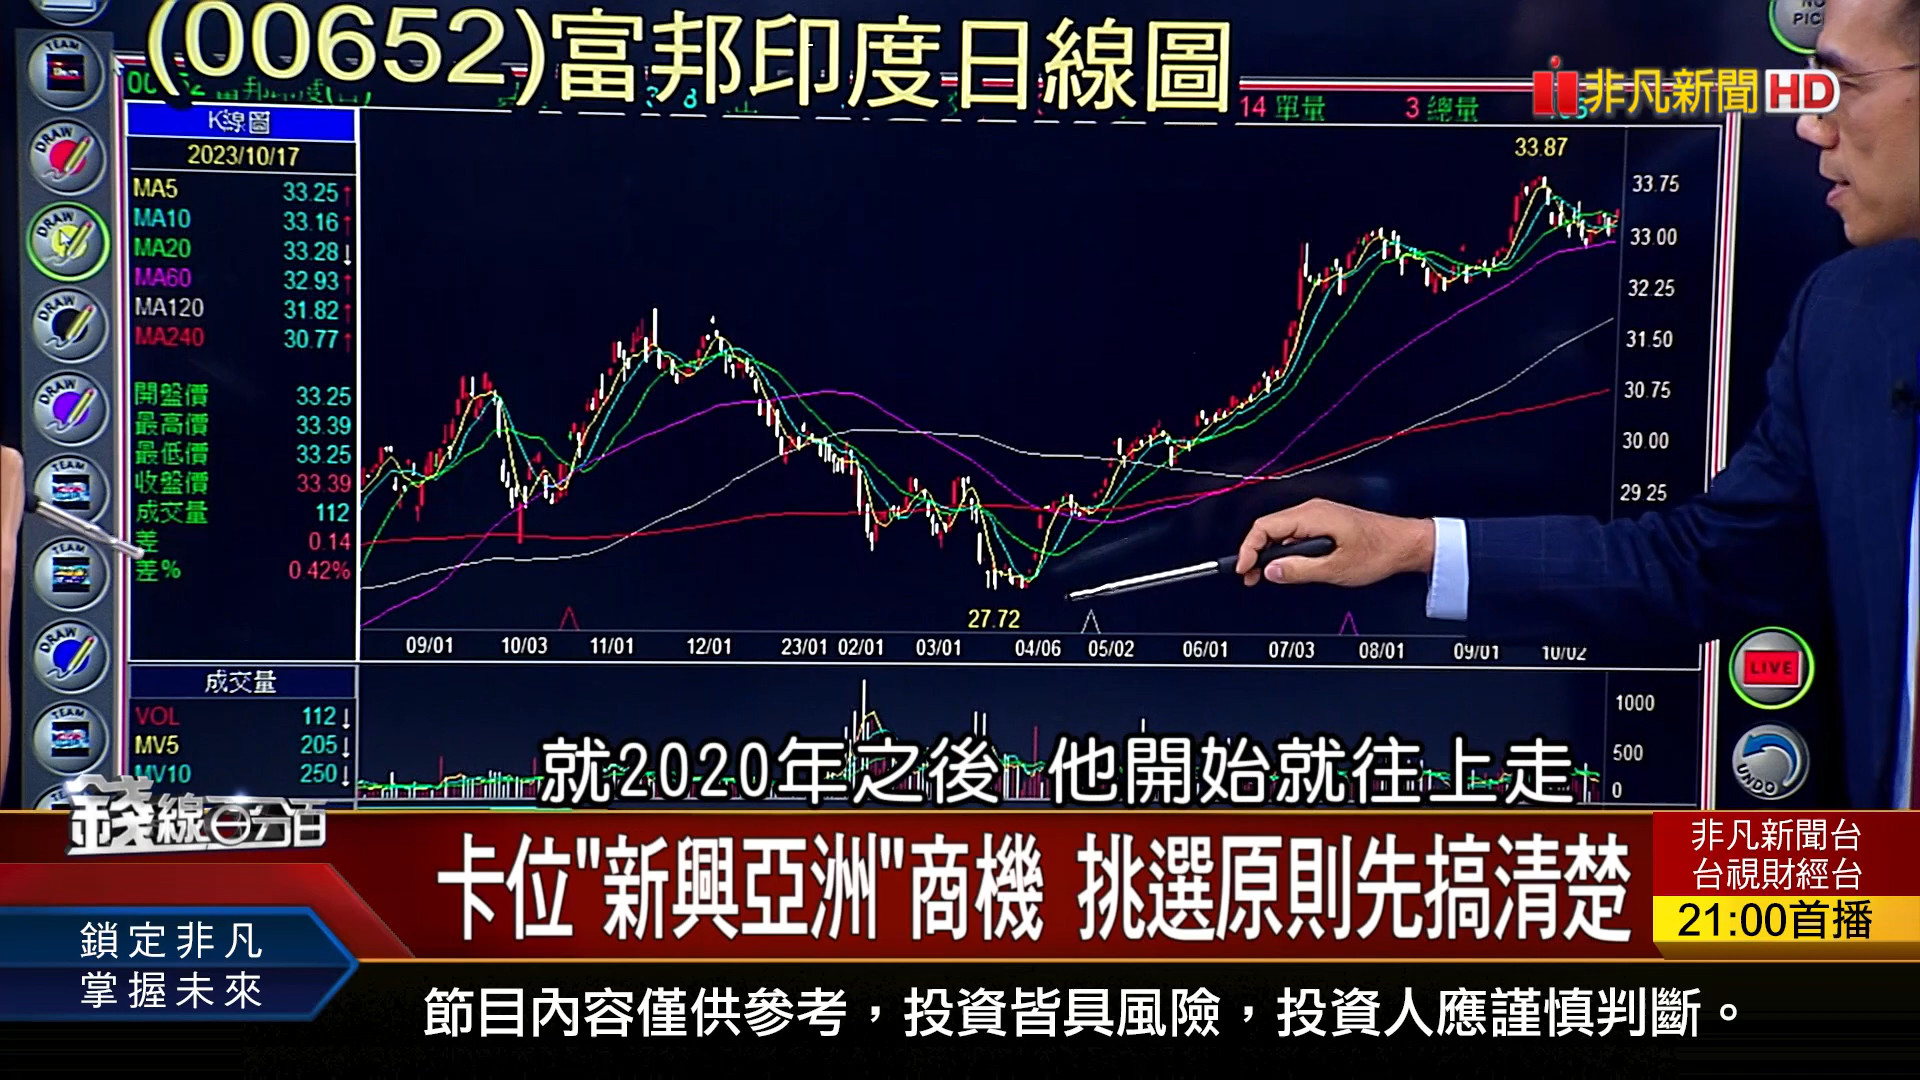 (00652)富邦印度日線圖
14 單量 3 總量
非凡新聞HD
K線圖
2023/10/17
MA5 33.25↑
MA10 33.16↑
MA20 33.28↓
MA60 32.93↑
MA120 31.82↑
MA240 30.77↑
開盤價 33.25
最高價 33.39
最低價 33.25
收盤價 33.39
成交量 112
差 0.14
差% 0.42%
33.87
33.75
33.00
32.25
31.50
30.75
30.00
29.25
27.72
09/01 10/03 11/01 12/01 23/01 02/01 03/01 04/06 05/02 06/01 07/03 08/01 09/01 10/02
成交量
VOL 112↓
MV5 205↓
MV10 250↓
1000
500
0
TEAM
DRAW
DRAW
DRAW
DRAW
TEAM
TEAM
DRAW
TEAM
LIVE
UNDO
就2020年之後 他開始就往上走
錢線百分百
卡位"新興亞洲"商機 挑選原則先搞清楚
非凡新聞台
台視財經台
21:00首播
鎖定非凡
掌握未來
節目內容僅供參考，投資皆具風險，投資人應謹慎判斷。